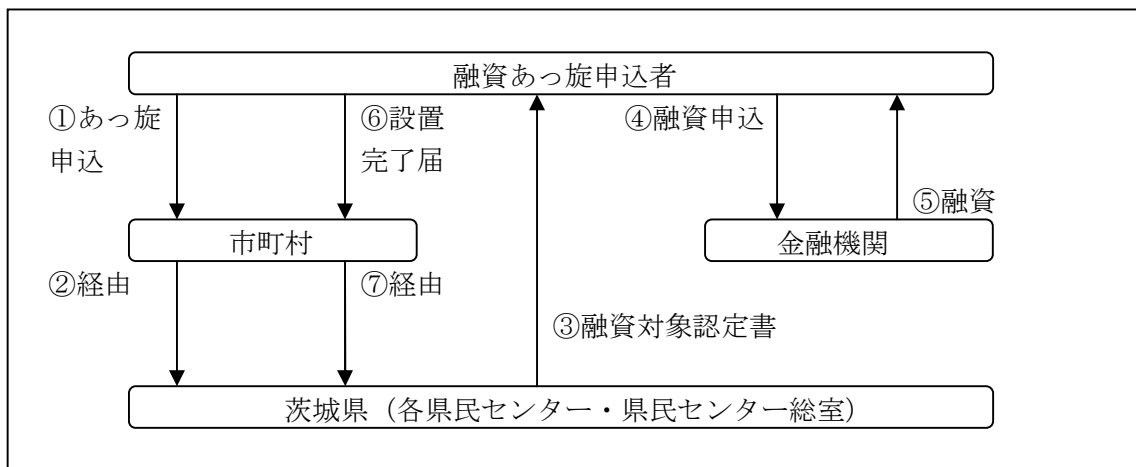 融資あっ旋申込者
①あっ旋
申込
⑥設置
完了届
④融資申込
⑤融資
市町村
金融機関
②経由
⑦経由
③融資対象認定書
茨城県（各県民センター・県民センター総室）